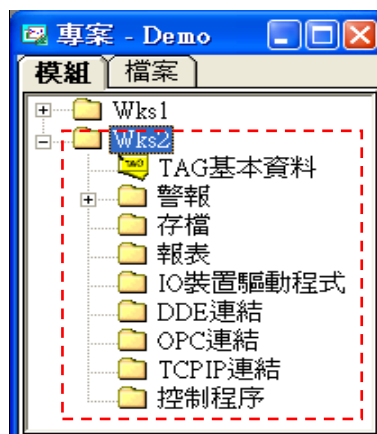 專案 - Demo
模組 檔案
Wks1
Wks2
TAG基本資料
警報
存檔
報表
IO裝置驅動程式
DDE連結
OPC連結
TCPIP連結
控制程序